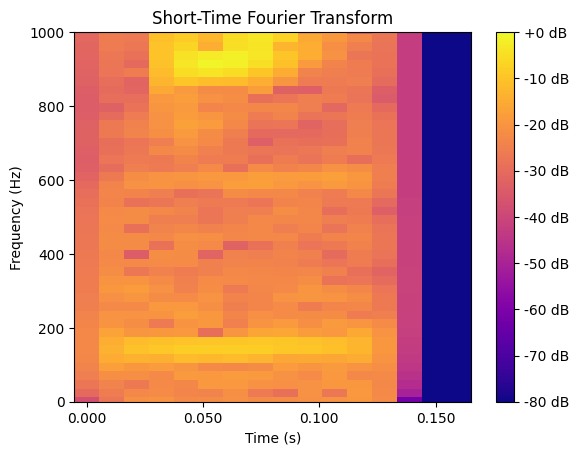 Short-Time Fourier Transform
Frequency (Hz)
1000
800
600
400
200
0
0.000
0.050
0.100
0.150
Time (s)
+0 dB
-10 dB
-20 dB
-30 dB
-40 dB
-50 dB
-60 dB
-70 dB
-80 dB